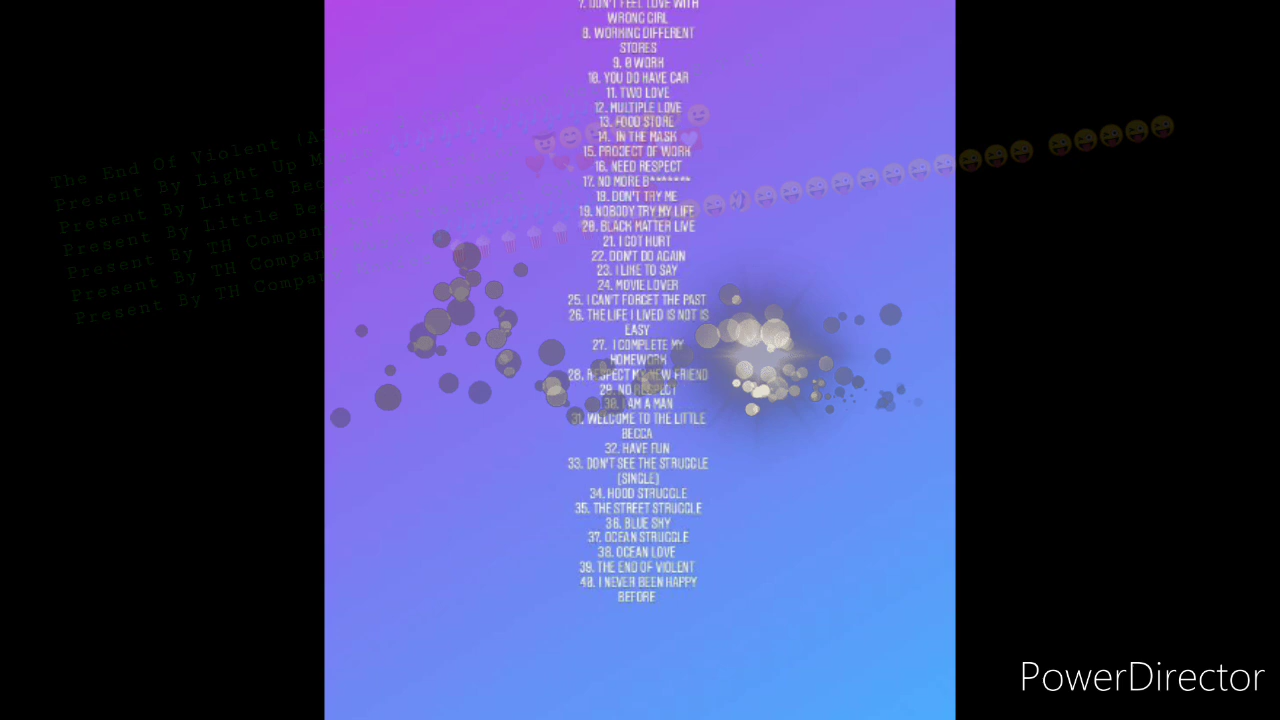 7. DON'T FEEL LOVE WITH
WRONG GIRL
8. WORKING DIFFERENT
STORES
9. 0 WORK
10. YOU DO HAVE CAR
11. TWO LOVE
12. MULTIPLE LOVE
13. FOOD STORE
14. IN THE MASK
15. PROJECT OF WORK
16. NEED RESPECT
17. NO MORE B*******
18. DON'T TRY ME
19. NOBODY TRY MY LIFE
20. BLACK MATTER LIVE
21. I GOT HURT
22. DON'T DO AGAIN
23. I LIKE TO SAY
24. MOVIE LOVER
25. I CAN'T FORGET THE PAST
26. THE LIFE I LIVED IS NOT IS
EASY
27. I COMPLETE MY
HOMEWORK
28. RESPECT MY NEW FRIEND
29. NO RESPECT
30. I AM A MAN
31. WELCOME TO THE LITTLE
BECCA
32. HAVE FUN
33. DON'T SEE THE STRUGGLE
(SINGLE)
34. HOOD STRUGGLE
35. THE STREET STRUGGLE
36. BLUE SKY
37. OCEAN STRUGGLE
38. OCEAN LOVE
39. THE END OF VIOLENT
40. I NEVER BEEN HAPPY
BEFORE
The End Of Violent
Present By Light Up
Present By Little
Present By Little
Present By TH
Present By TH
Present By TH
PowerDirector